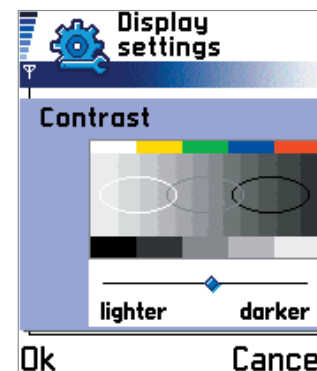 Display
settings
Contrast
lighter darker
Ok Cance